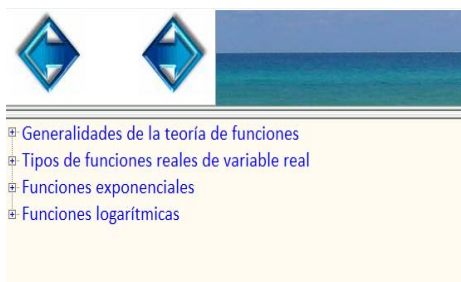 Generalidades de la teoría de funciones
Tipos de funciones reales de variable real
Funciones exponenciales
Funciones logarítmicas